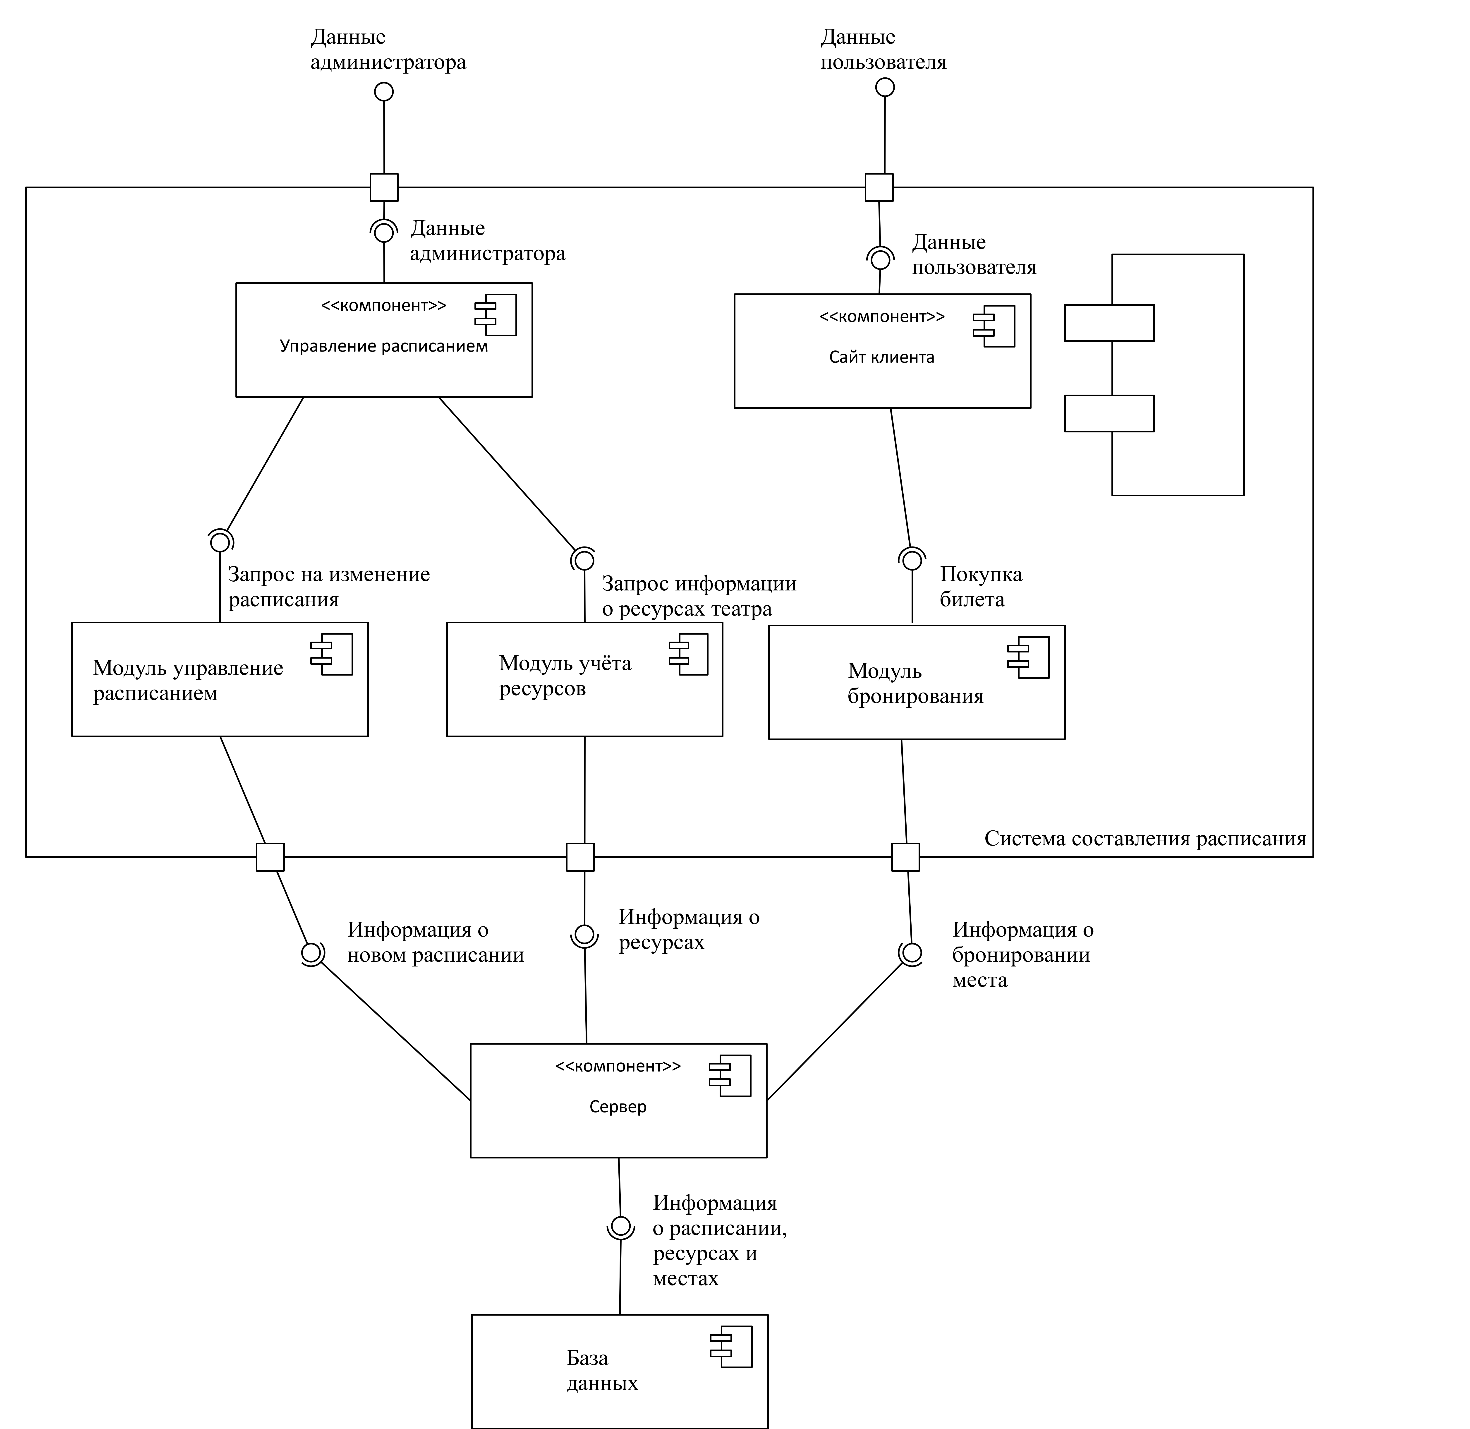 Данные
администратора
Данные
пользователя
Данные
администратора
Данные
пользователя
<<компонент>>
Управление расписанием
<<компонент>>
Сайт клиента
Запрос на изменение
расписания
Запрос информации
о ресурсах театра
Покупка
билета
Модуль управление
расписанием
Модуль учёта
ресурсов
Модуль
бронирования
Система составления расписания
Информация о
новом расписании
Информация о
ресурсах
Информация о
бронировании
места
<<компонент>>
Сервер
Информация
о расписании,
ресурсах и
местах
База
данных